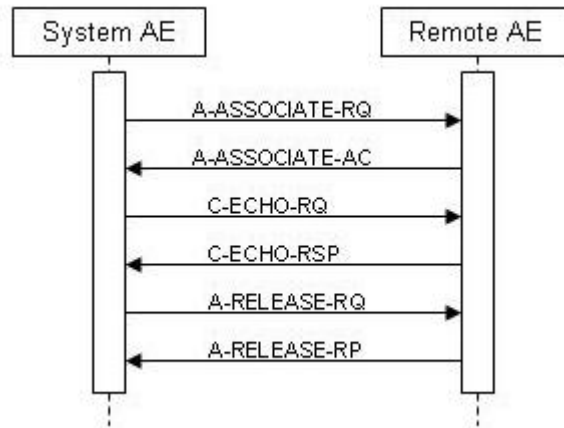 System AE
Remote AE
A-ASSOCIATE-RQ
A-ASSOCIATE-AC
C-ECHO-RQ
C-ECHO-RSP
A-RELEASE-RQ
A-RELEASE-RP